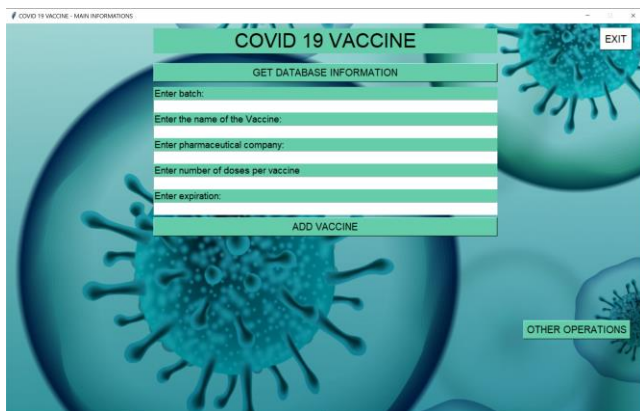 COVID 19 VACCINE - MAIN INFORMATIONS
COVID 19 VACCINE
EXIT
GET DATABASE INFORMATION
Enter batch:
Enter the name of the Vaccine:
Enter pharmaceutical company:
Enter number of doses per vaccine
Enter expiration:
ADD VACCINE
OTHER OPERATIONS